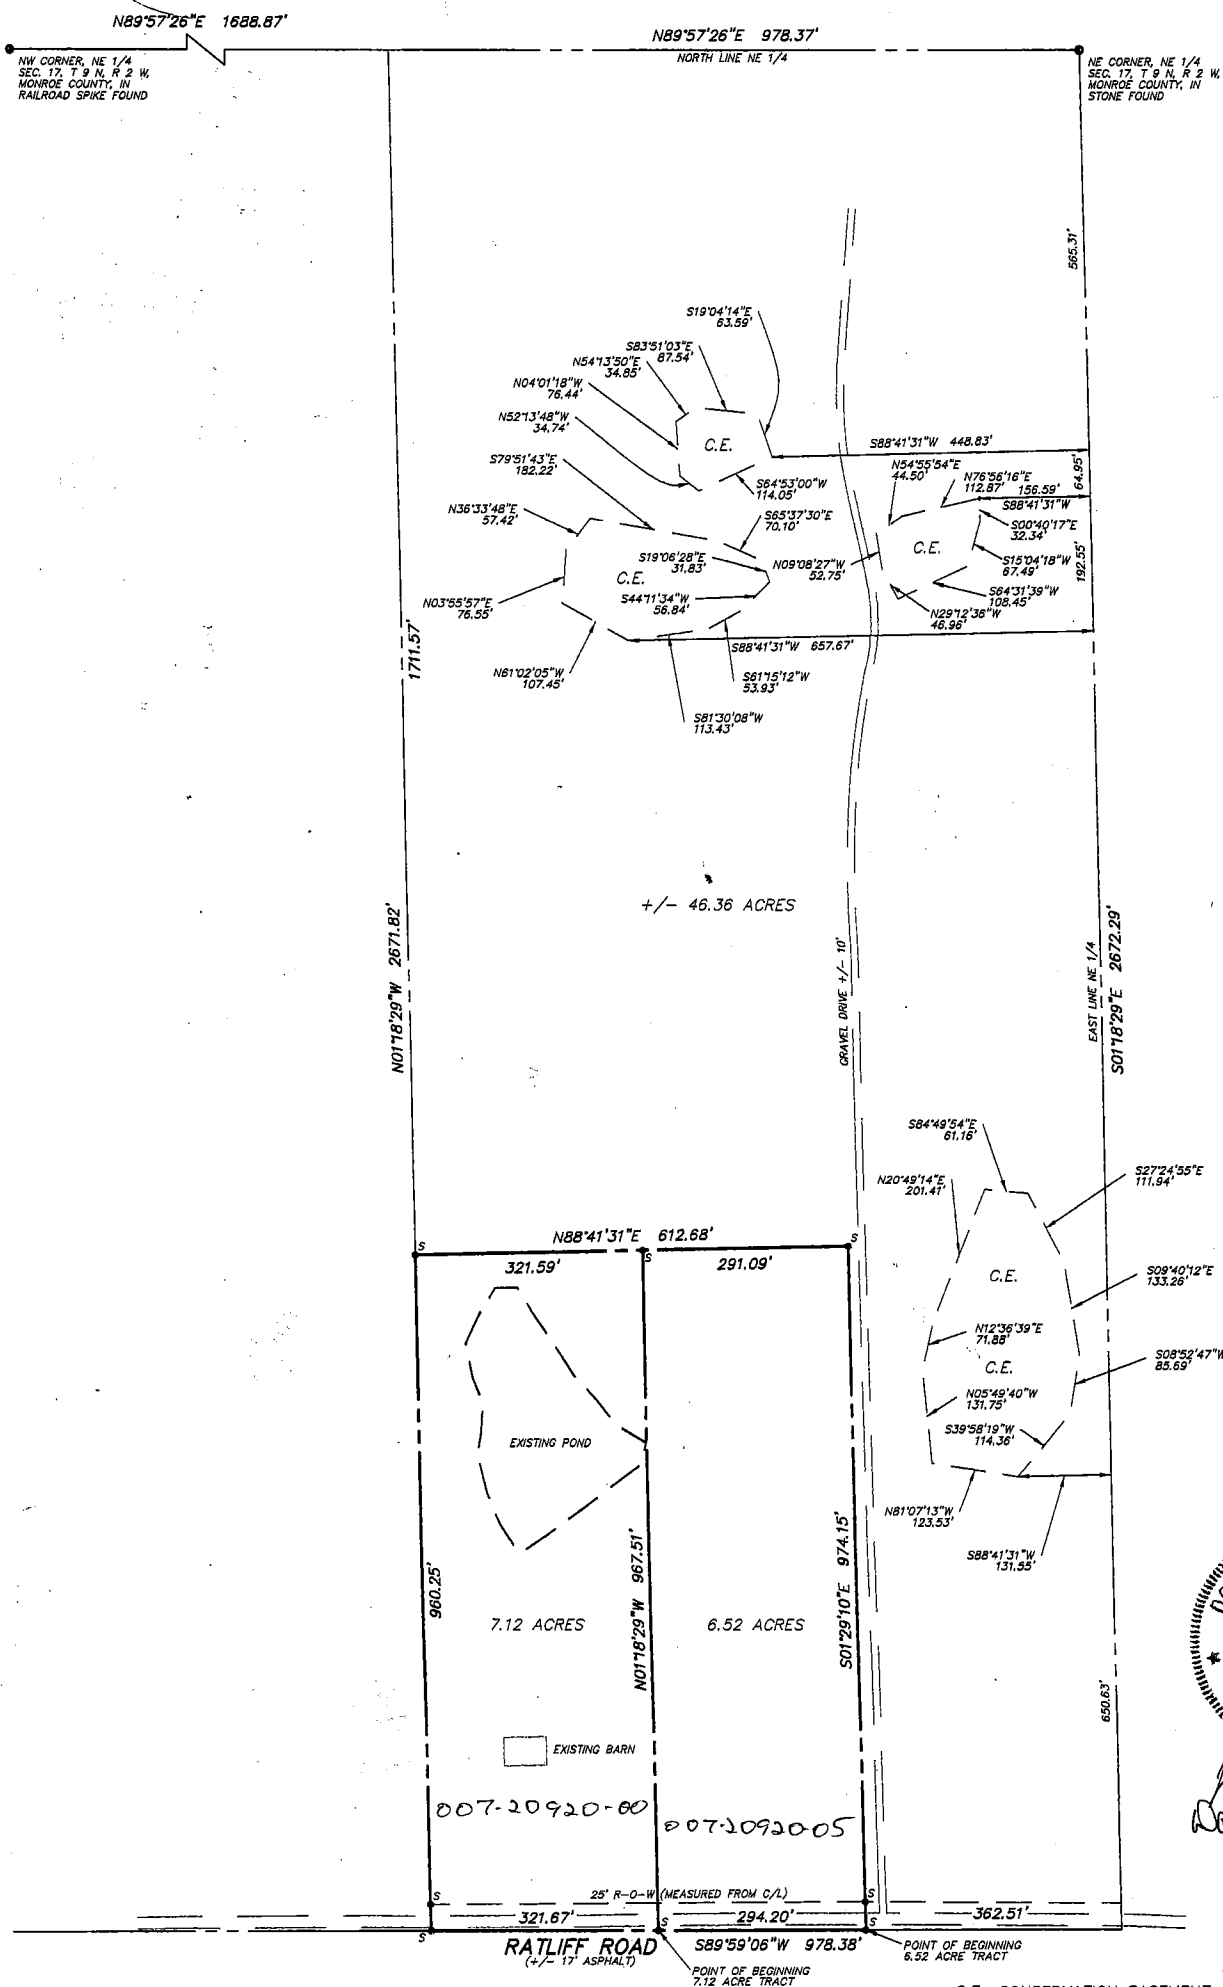 N89°57'26"E 1688.87'
N89°57'26"E 978.37'
NORTH LINE NE 1/4
NW CORNER, NE 1/4
SEC. 17, T 9 N, R 2 W,
MONROE COUNTY, IN
RAILROAD SPIKE FOUND
NE CORNER, NE 1/4
SEC. 17, T 9 N, R 2 W,
MONROE COUNTY, IN
STONE FOUND
565.31'
S19°04'14"E
63.59'
S83°51'03"E
87.54'
N54°13'50"E
34.85'
N04°01'18"W
76.44'
N52°13'48"W
34.74'
C.E.
S88°41'31"W 448.83'
64.95'
S79°51'43"E
182.22'
S64°53'00"W
114.05'
N54°55'54"E
44.50'
N76°56'16"E
112.87'
156.59'
S88°41'31"W
N36°33'48"E
57.42'
S65°37'30"E
70.10'
S00°40'17"E
32.34'
S19°06'28"E
31.83'
C.E.
N09°08'27"W
52.75'
C.E.
S15°04'18"W
67.49'
192.55'
S44°11'34"W
56.84'
S64°31'39"W
108.45'
N03°55'57"E
76.55'
N29°12'36"W
46.96'
1711.57'
S88°41'31"W 657.67'
N61°02'05"W
107.45'
S61°15'12"W
53.93'
S81°30'08"W
113.43'
+/- 46.36 ACRES
N01°18'29"W 2671.82'
GRAVEL DRIVE +/- 10'
EAST LINE NE 1/4
S01°18'29"E 2672.29'
S84°49'54"E
61.16'
N20°49'14"E
201.41'
S27°24'55"E
111.94'
N88°41'31"E 612.68'
S
S
S
321.59'
291.09'
C.E.
S09°40'12"E
133.26'
N12°36'39"E
71.88'
C.E.
S08°52'47"W
85.69'
N05°49'40"W
131.75'
S39°58'19"W
114.36'
EXISTING POND
N81°07'13"W
123.53'
S88°41'31"W
131.55'
960.25'
N01°18'29"W 967.51'
S01°29'10"E 974.15'
7.12 ACRES
6.52 ACRES
650.63'
EXISTING BARN
007-20920-00
007-20920-05
S
S
25' R-O-W (MEASURED FROM C/L)
321.67'
294.20'
362.51'
S
S
S
RATLIFF ROAD
(+/- 17' ASPHALT)
S89°59'06"W 978.38'
POINT OF BEGINNING
6.52 ACRE TRACT
POINT OF BEGINNING
7.12 ACRE TRACT